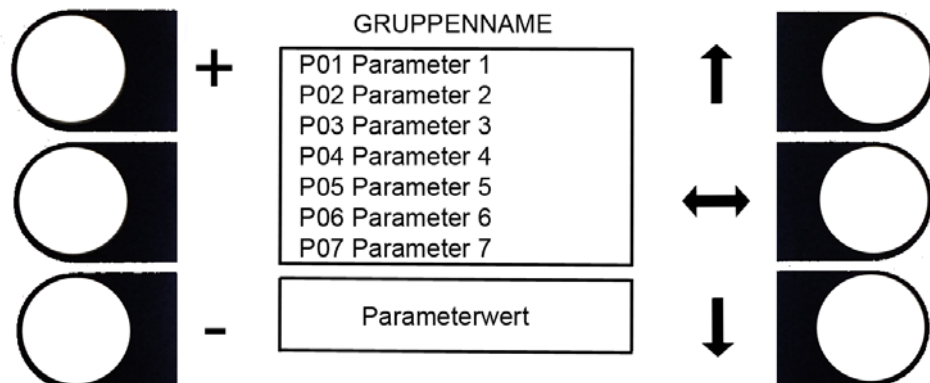 GRUPPENNAME
+
P01 Parameter 1
P02 Parameter 2
P03 Parameter 3
P04 Parameter 4
P05 Parameter 5
P06 Parameter 6
P07 Parameter 7
-
Parameterwert